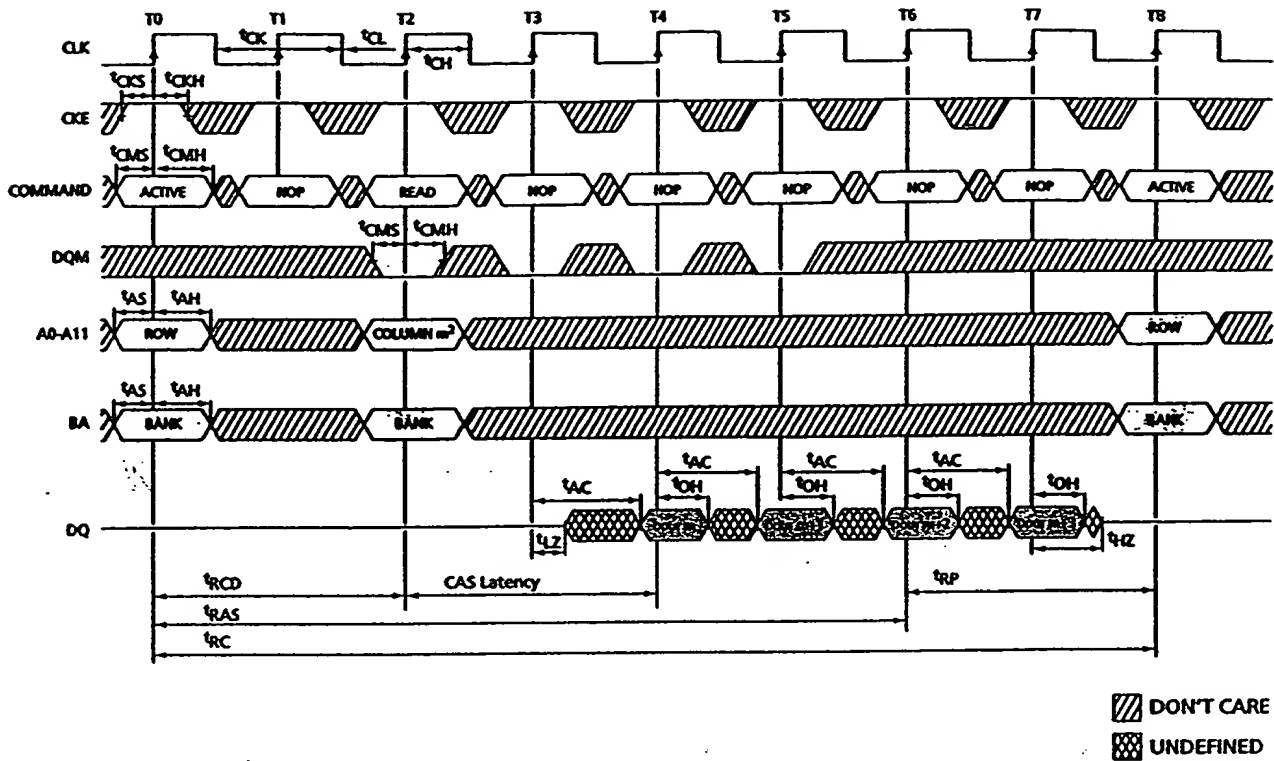 T0 T1 T2 T3 T4 T5 T6 T7 T8
CLK tCK tCL tCH
tCKS tCKH
CKE
tCMS tCMH
COMMAND ACTIVE NOP READ NOP NOP NOP NOP NOP ACTIVE
tCMS tCMH
DQM
tAS tAH
A0-A11 ROW COLUMN m2 ROW
tAS tAH
BA BANK BANK BANK
tAC tAC tAC tAC
tOH tOH tOH tOH
DQ
tLZ tHZ
tRCD CAS Latency tRP
tRAS
tRC
DON'T CARE
UNDEFINED